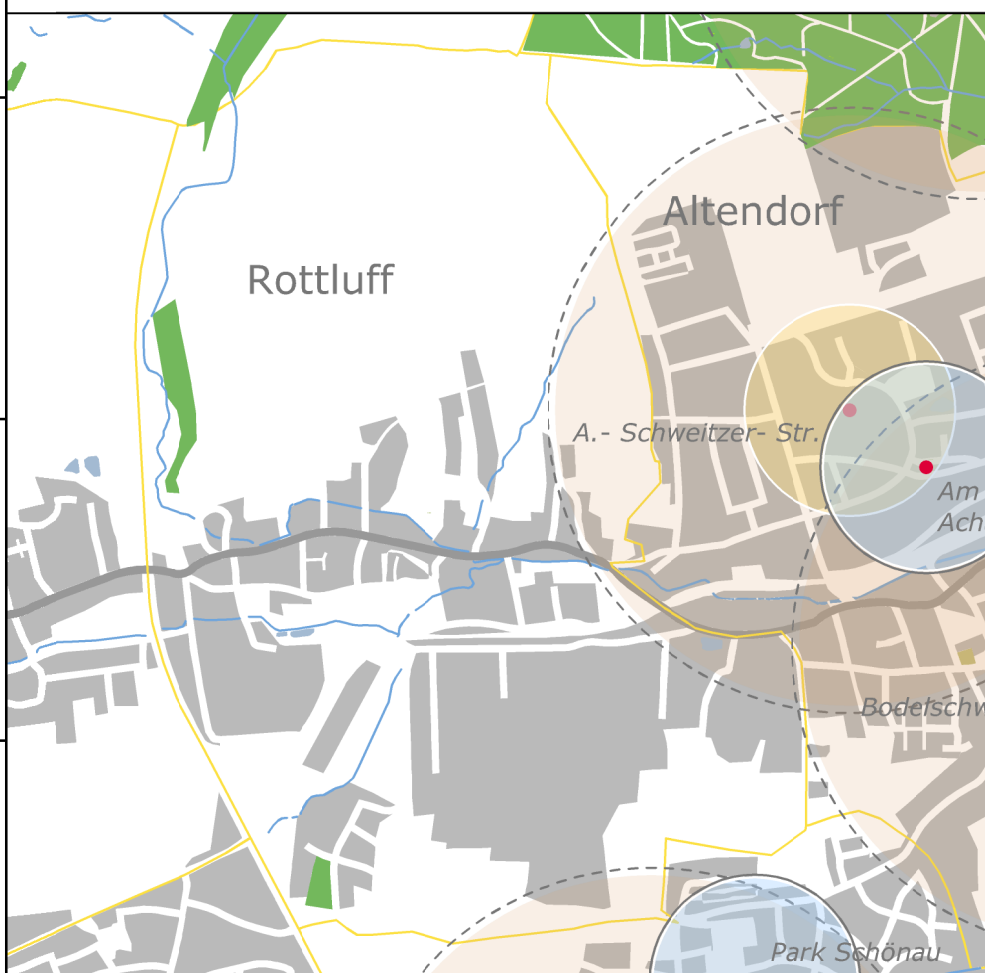 Altendorf
Rottluff
A.- Schweitzer- Str.
Am
Ach
Bodelschw
Park Schönau